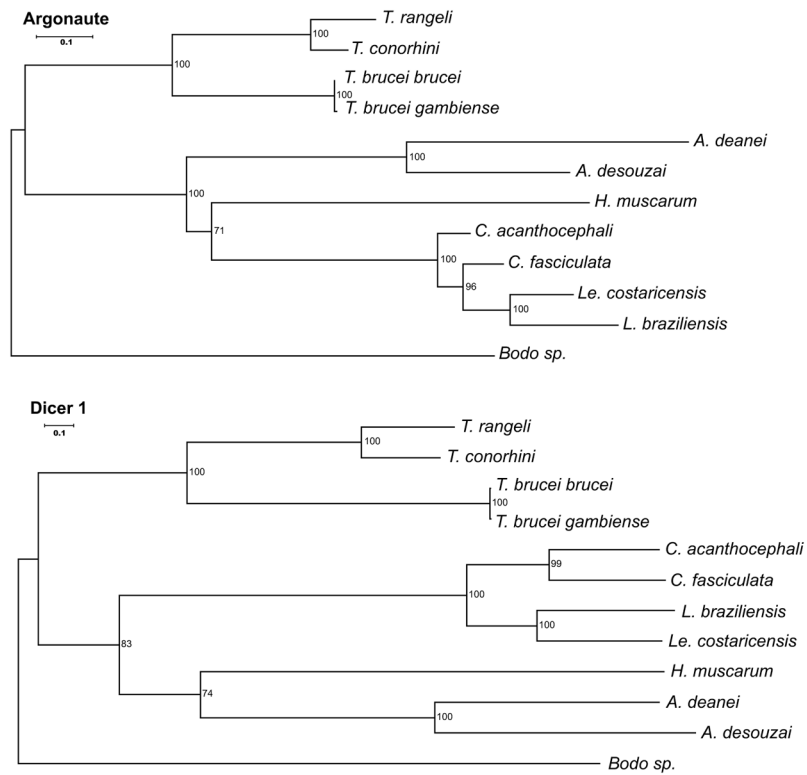 Argonaute
0.1
T. rangeli
100
T. conorhini
100
T. brucei brucei
100
T. brucei gambiense
A. deanei
100
A. desouzai
100
H. muscarum
71
C. acanthocephali
100
C. fasciculata
96
Le. costaricensis
100
L. braziliensis
Bodo sp.
Dicer 1
0.1
T. rangeli
100
T. conorhini
100
T. brucei brucei
100
T. brucei gambiense
C. acanthocephali
99
C. fasciculata
100
L. braziliensis
100
Le. costaricensis
83
H. muscarum
74
A. deanei
100
A. desouzai
Bodo sp.